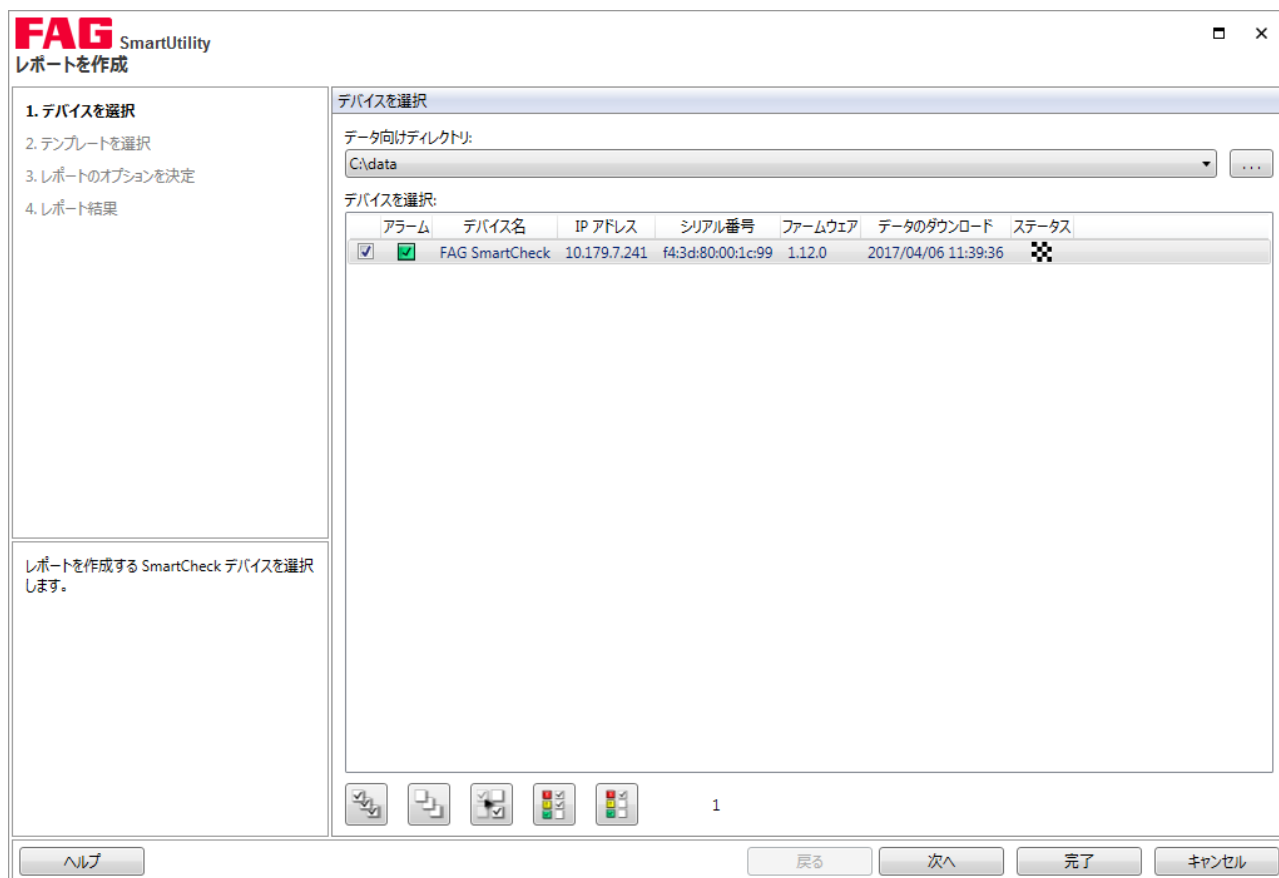 FAG SmartUtility
レポートを作成
1. デバイスを選択
2. テンプレートを選択
3. レポートのオプションを決定
4. レポート結果
レポートを作成する SmartCheck デバイスを選択
します。
デバイスを選択
データ向けディレクトリ:
C:\data
...
デバイスを選択:
アラーム デバイス名 IP アドレス シリアル番号 ファームウェア データのダウンロード ステータス
FAG SmartCheck 10.179.7.241 f4:3d:80:00:1c:99 1.12.0 2017/04/06 11:39:36
1
ヘルプ 戻る 次へ 完了 キャンセル